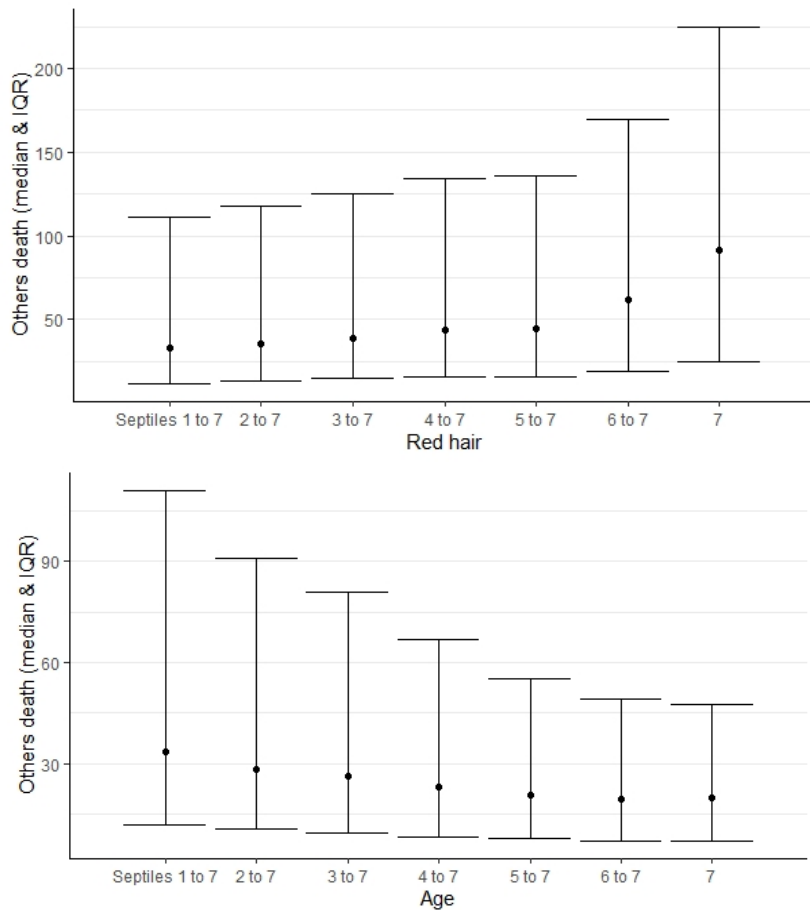 Others death (median & IQR)
200
150
100
50
Septiles 1 to 7 2 to 7 3 to 7 4 to 7 5 to 7 6 to 7 7
Red hair
Others death (median & IQR)
90
60
30
Septiles 1 to 7 2 to 7 3 to 7 4 to 7 5 to 7 6 to 7 7
Age